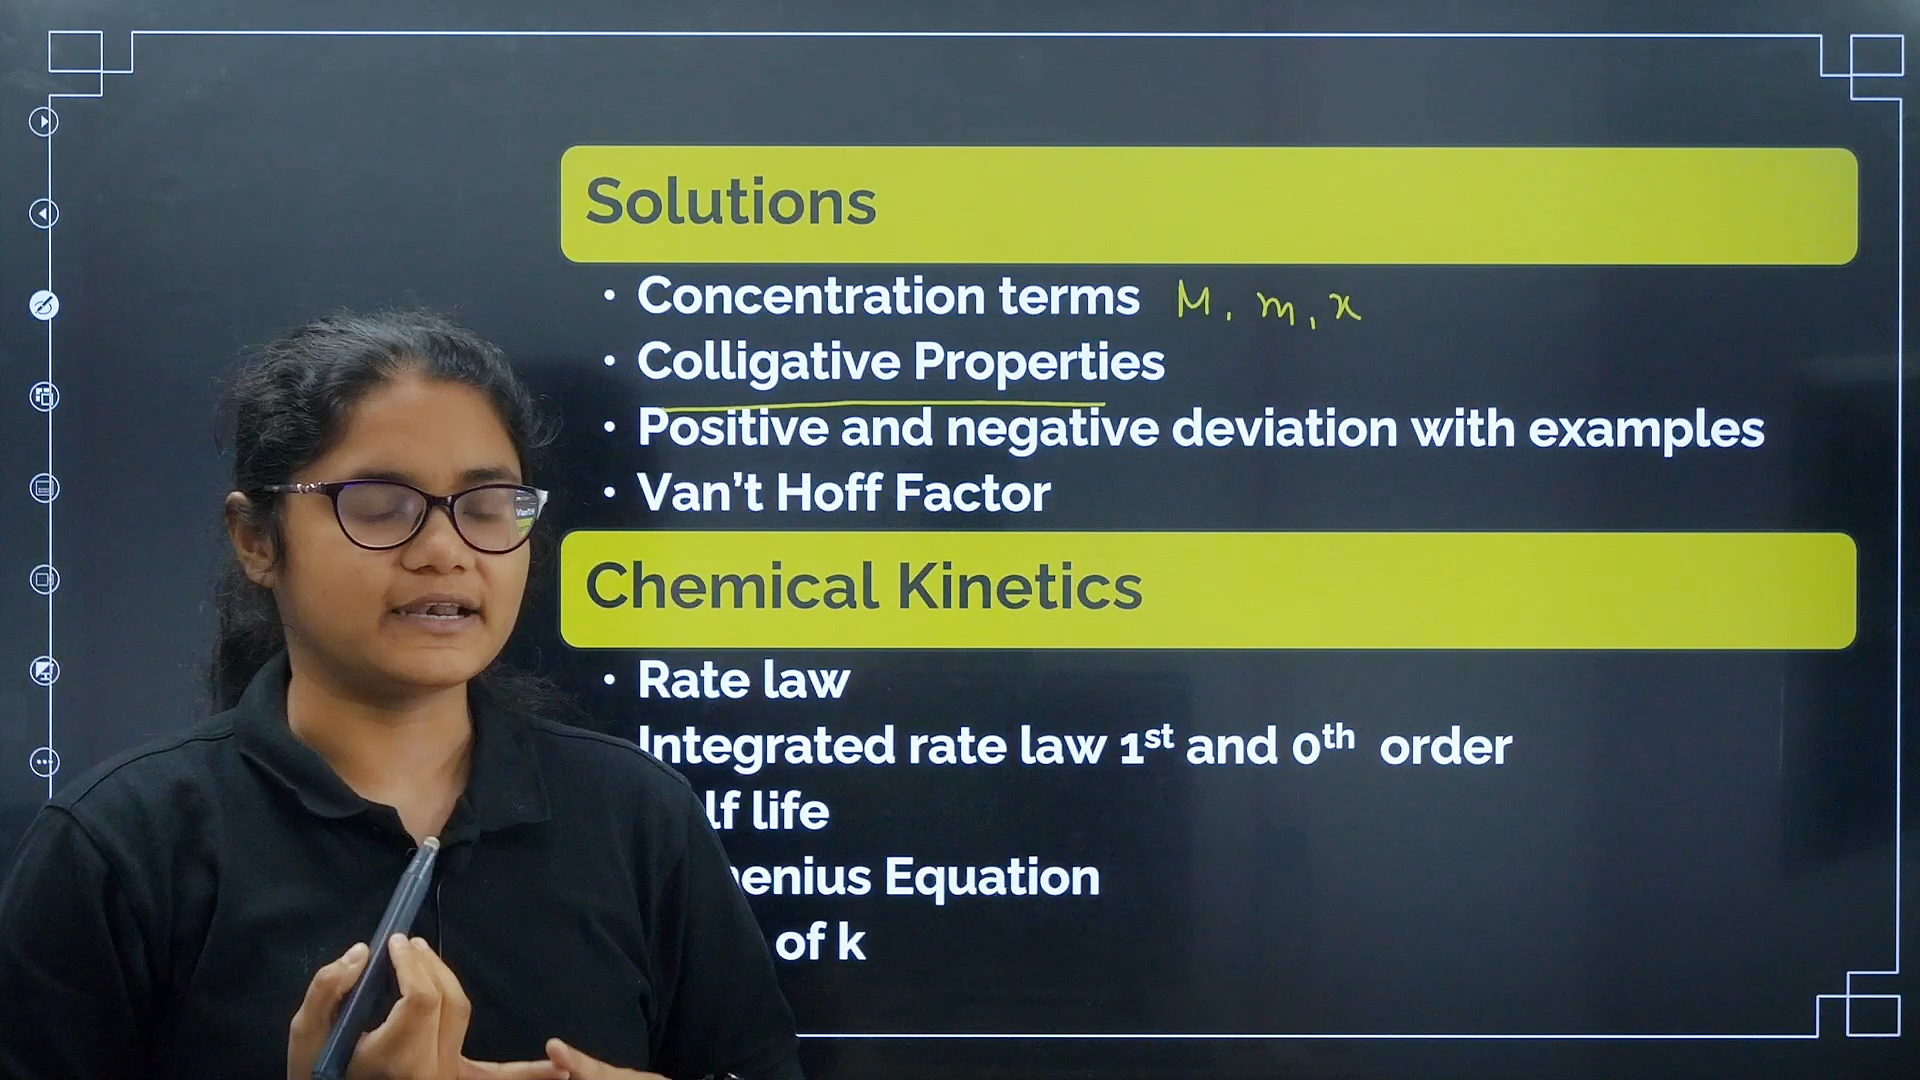 Solutions
• Concentration terms M, m, x
• Colligative Properties
• Positive and negative deviation with examples
• Van't Hoff Factor
Chemical Kinetics
• Rate law
Integrated rate law 1st and 0th order
lf life
enius Equation
of k